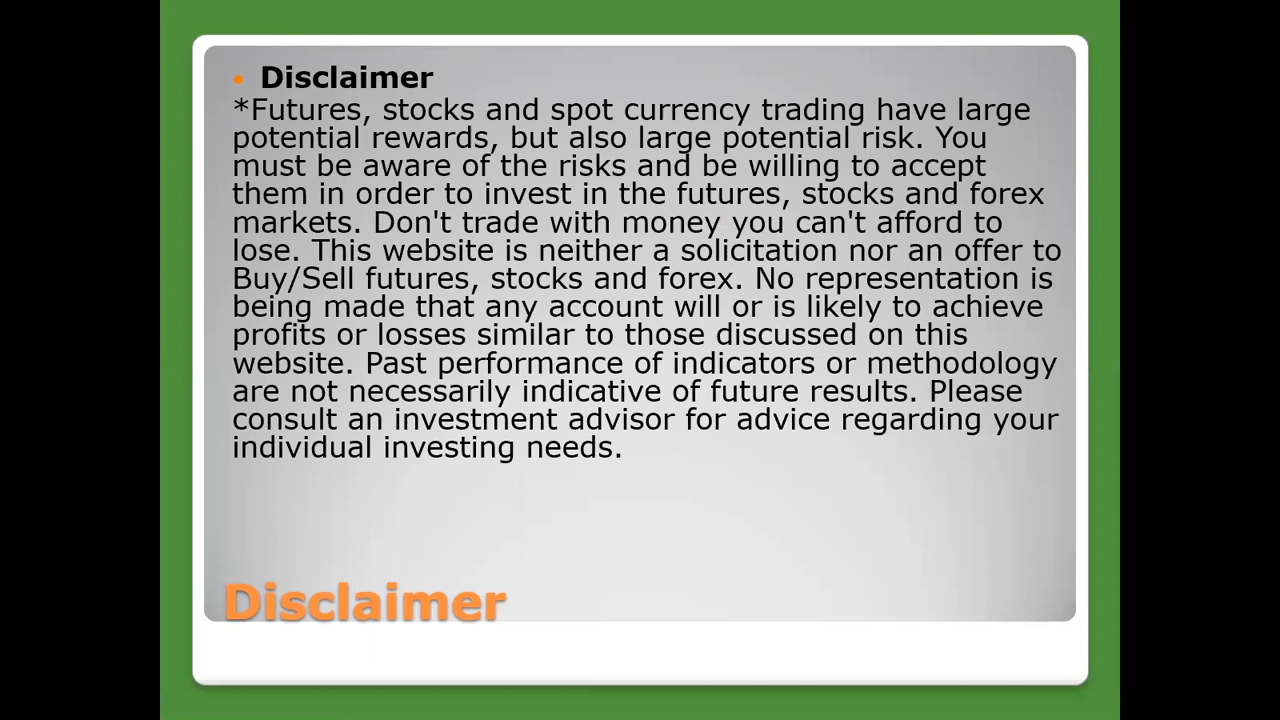 Disclaimer
*Futures, stocks and spot currency trading have large
potential rewards, but also large potential risk. You
must be aware of the risks and be willing to accept
them in order to invest in the futures, stocks and forex
markets. Don't trade with money you can't afford to
lose. This website is neither a solicitation nor an offer to
Buy/Sell futures, stocks and forex. No representation is
being made that any account will or is likely to achieve
profits or losses similar to those discussed on this
website. Past performance of indicators or methodology
are not necessarily indicative of future results. Please
consult an investment advisor for advice regarding your
individual investing needs.
Disclaimer